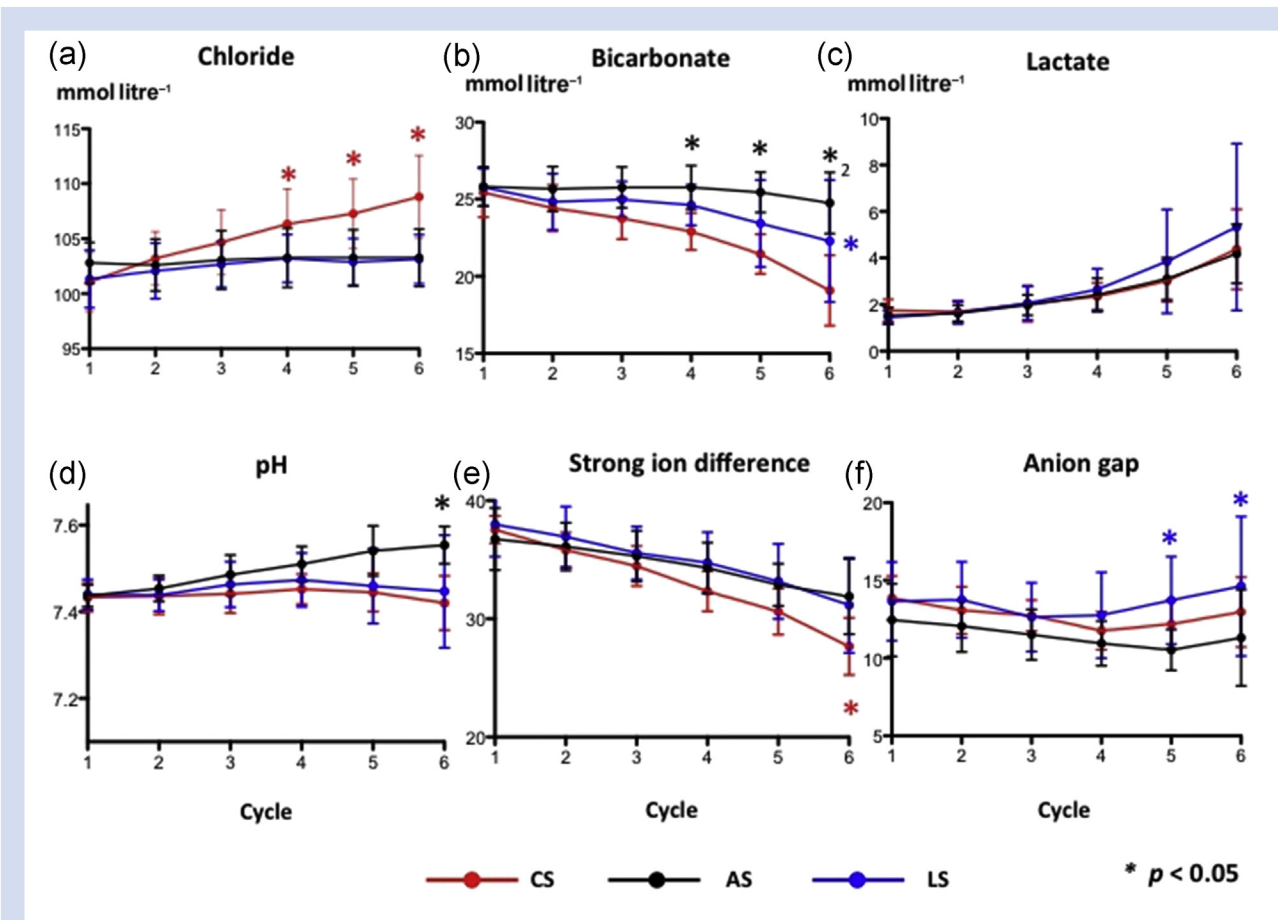 (a) Chloride
mmol litre⁻¹
115
110
105
100
95
1 2 3 4 5 6
* * *
(b) Bicarbonate
mmol litre⁻¹
30
25
20
15
1 2 3 4 5 6
* * * 2
*
(c) Lactate
mmol litre⁻¹
10
8
6
4
2
0
1 2 3 4 5 6
(d) pH
7.6
7.4
7.2
1 2 3 4 5 6
*
Cycle
(e) Strong ion difference
40
30
20
1 2 3 4 5 6
*
Cycle
(f) Anion gap
20
15
10
5
1 2 3 4 5 6
* *
Cycle
CS AS LS
* p < 0.05